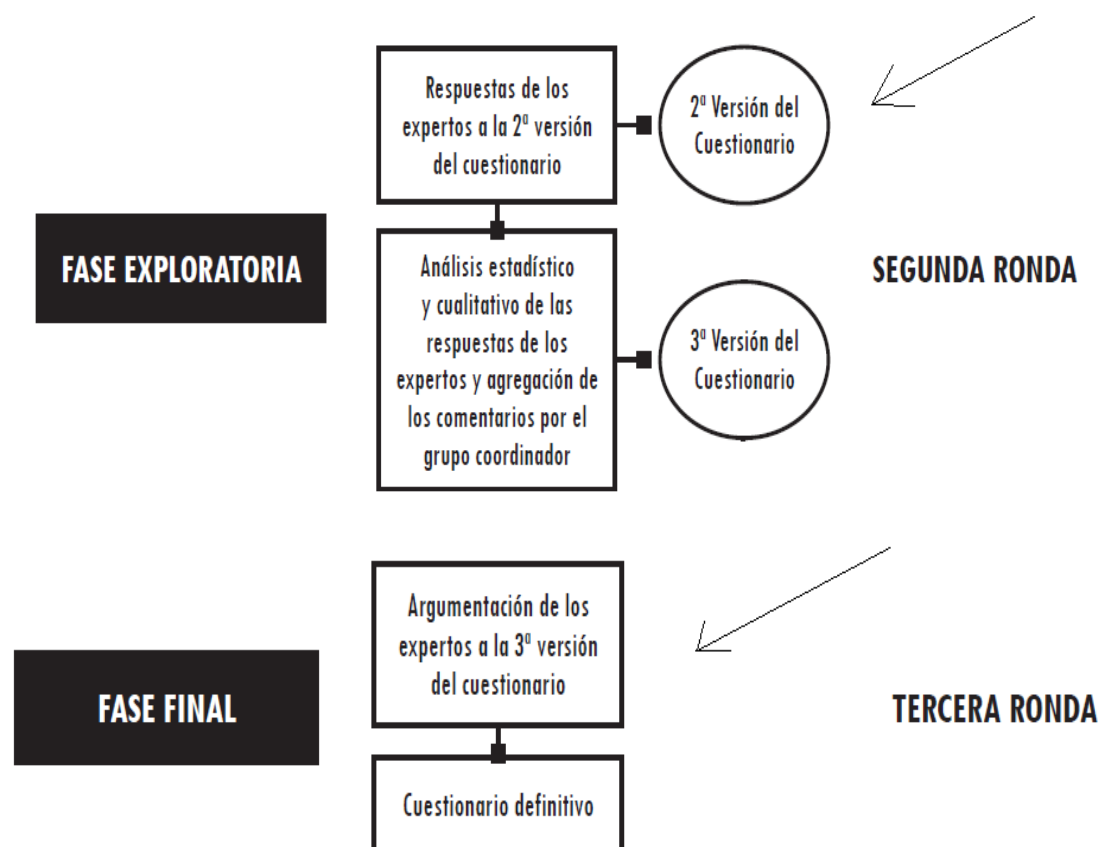 Respuestas de los
expertos a la 2ª versión
del cuestionario
2ª Versión del
Cuestionario
FASE EXPLORATORIA
Análisis estadístico
y cualitativo de las
respuestas de los
expertos y agregación de
los comentarios por el
grupo coordinador
3ª Versión del
Cuestionario
SEGUNDA RONDA
FASE FINAL
Argumentación de los
expertos a la 3ª versión
del cuestionario
TERCERA RONDA
Cuestionario definitivo